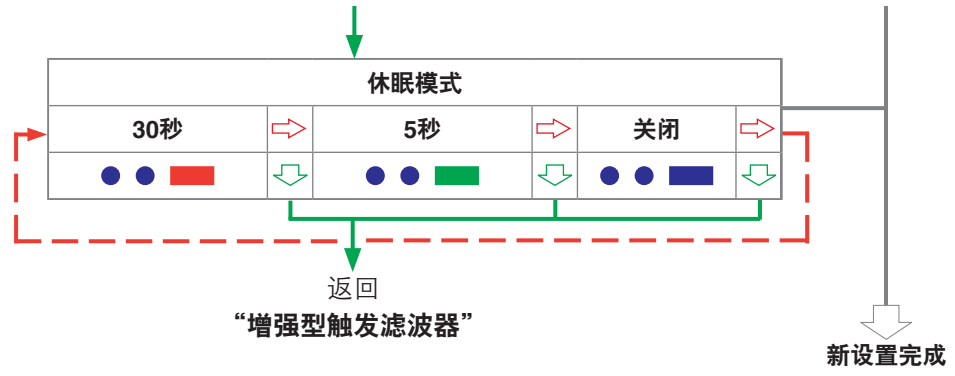 休眠模式
30秒
5秒
关闭
返回
“增强型触发滤波器”
新设置完成